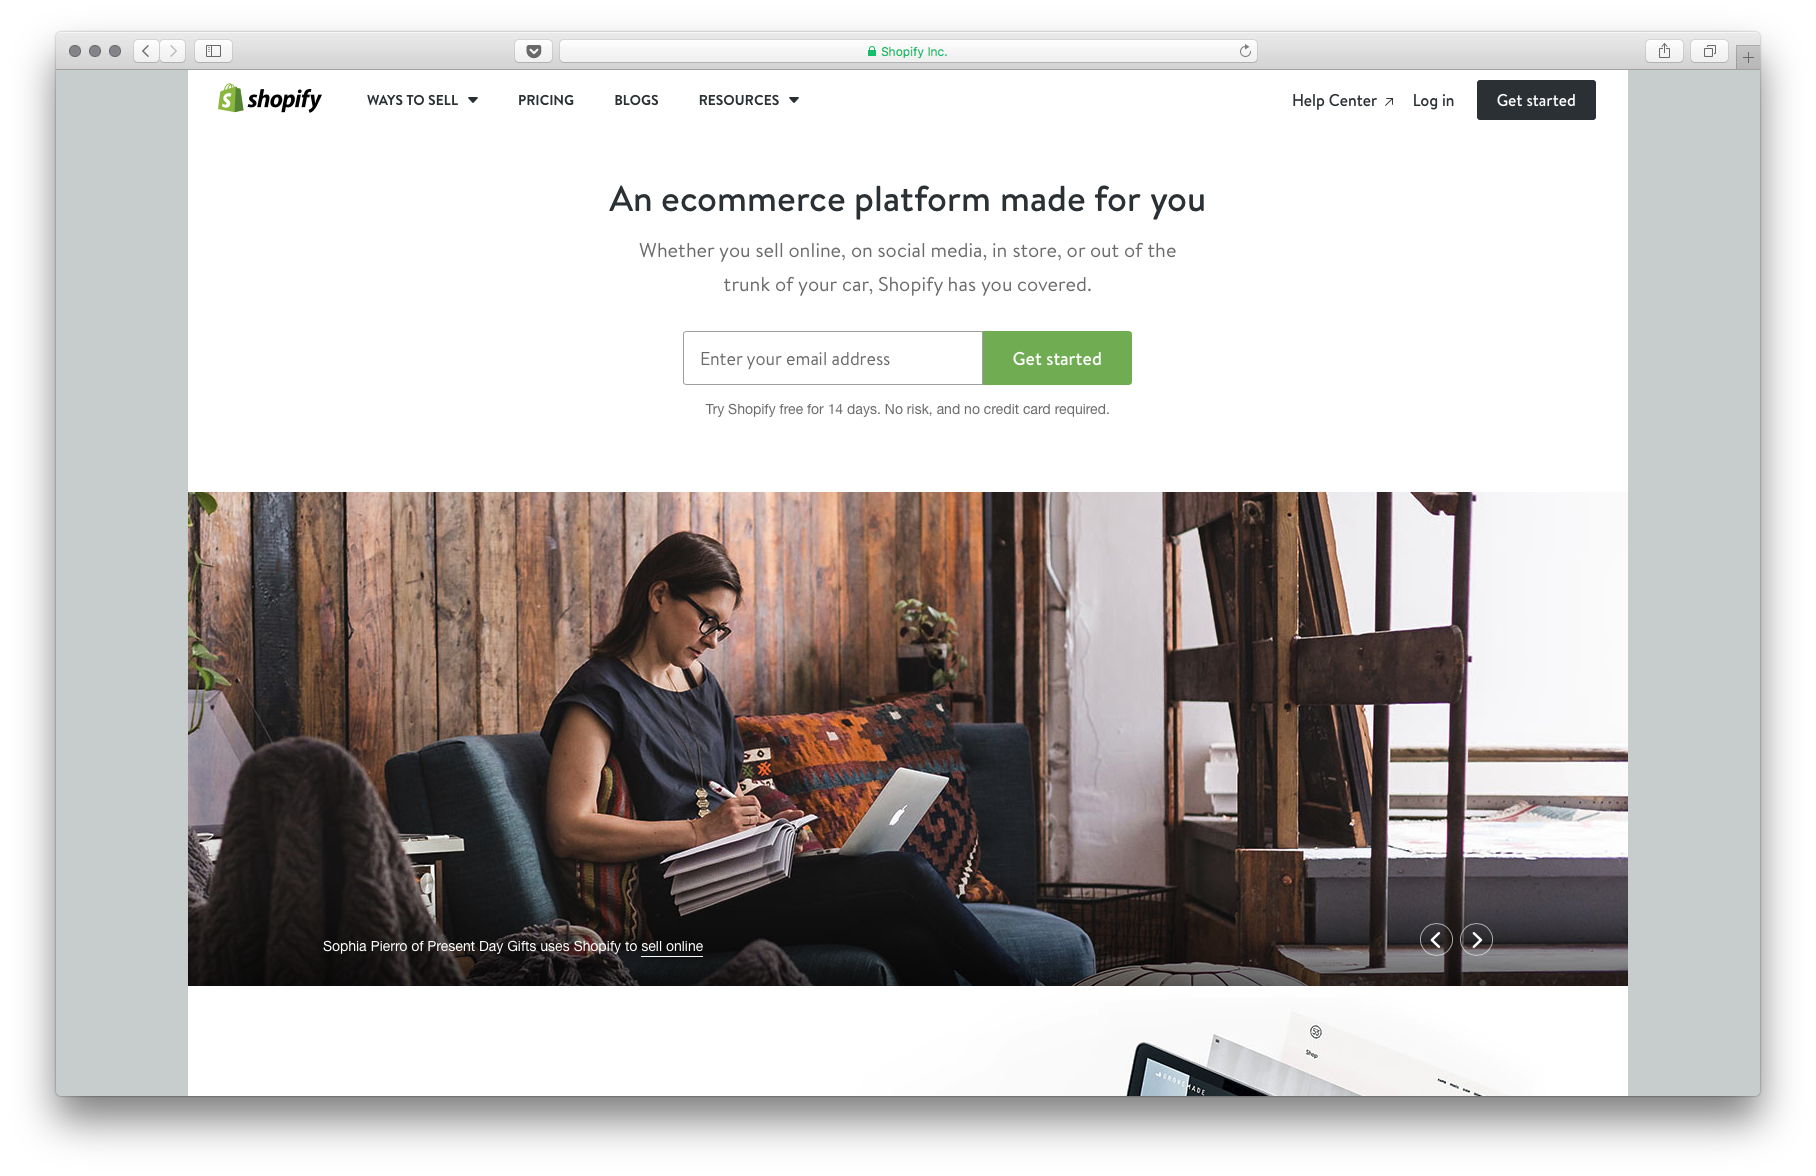 Shopify Inc.
shopify
WAYS TO SELL
PRICING
BLOGS
RESOURCES
Help Center
Log in
Get started
An ecommerce platform made for you
Whether you sell online, on social media, in store, or out of the
trunk of your car, Shopify has you covered.
Enter your email address
Get started
Try Shopify free for 14 days. No risk, and no credit card required.
Sophia Pierro of Present Day Gifts uses Shopify to sell online
Shop
GROVEMADE